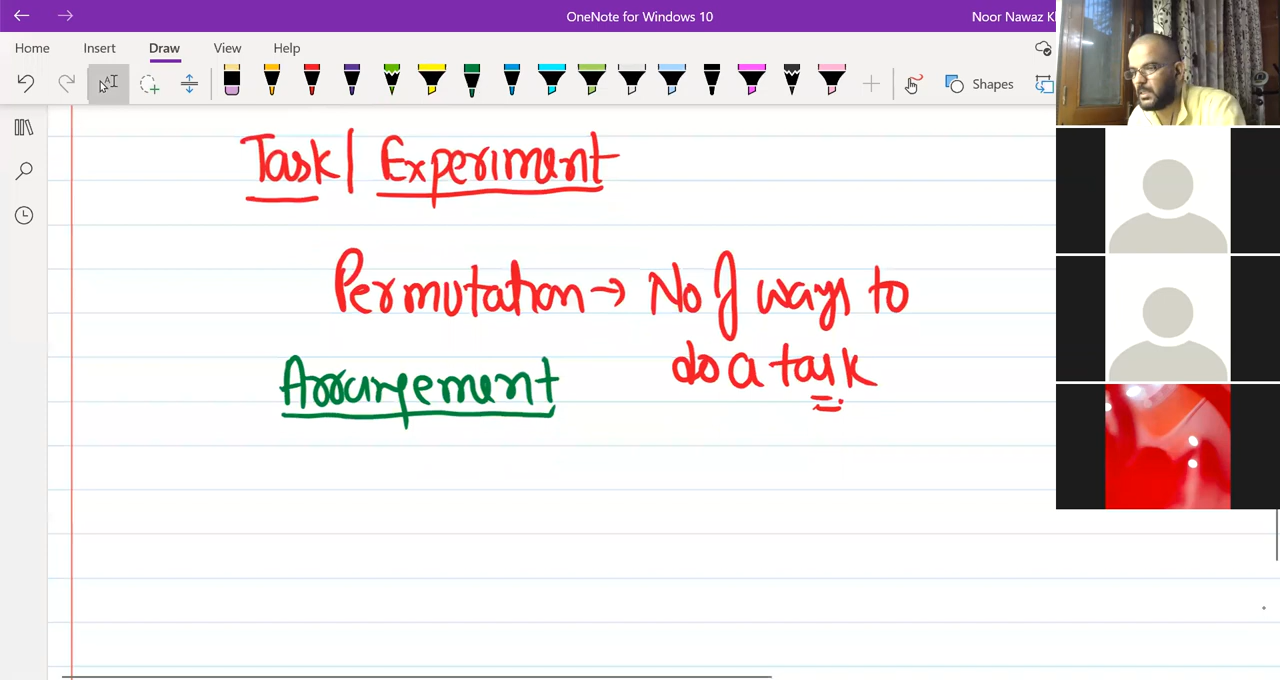 OneNote for Windows 10
Noor Nawaz Kh
Home Insert Draw View Help
Shapes
Task | Experiment
Permutation → No of ways to
do a task
Arrangement